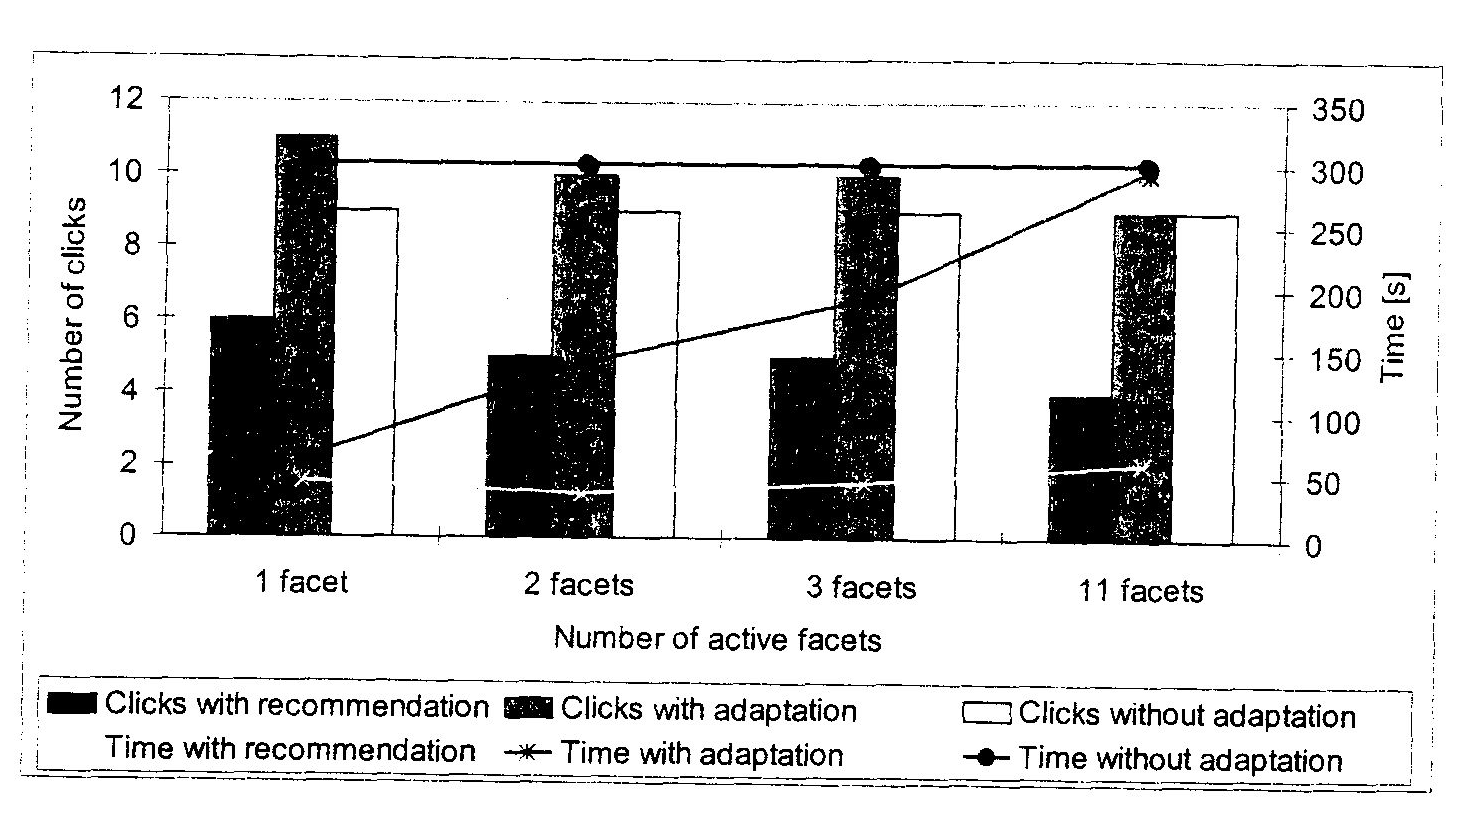 12
10
8
6
4
2
0
Number of clicks
350
300
250
200
150
100
50
0
Time [s]
1 facet 2 facets 3 facets 11 facets
Number of active facets
Clicks with recommendation Clicks with adaptation Clicks without adaptation
Time with recommendation Time with adaptation Time without adaptation